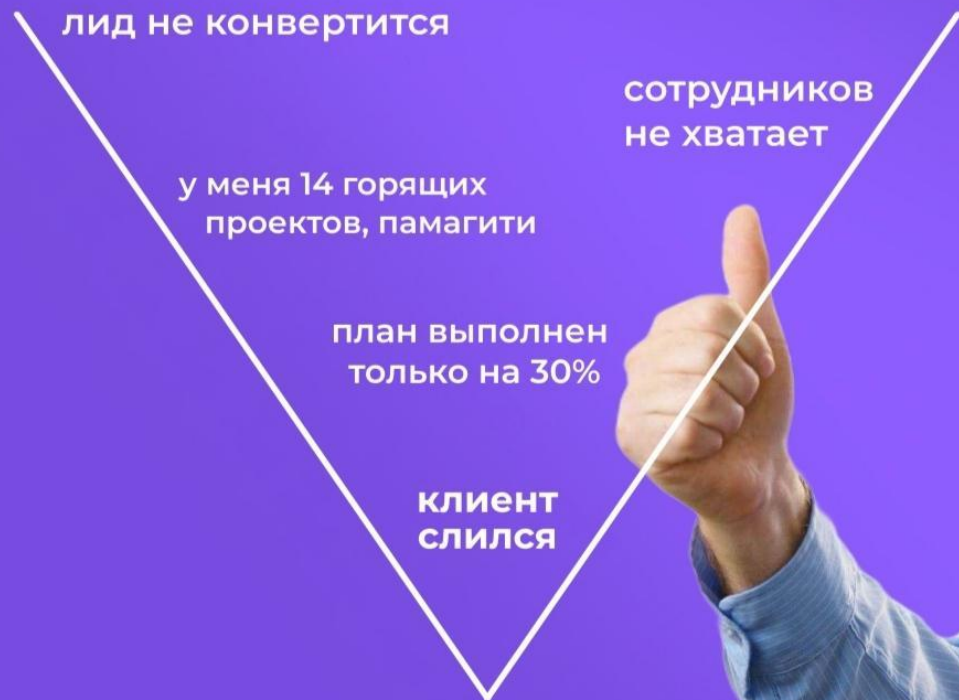 лид не конвертится
сотрудников
не хватает
у меня 14 горящих
проектов, памагити
план выполнен
только на 30%
клиент
слился